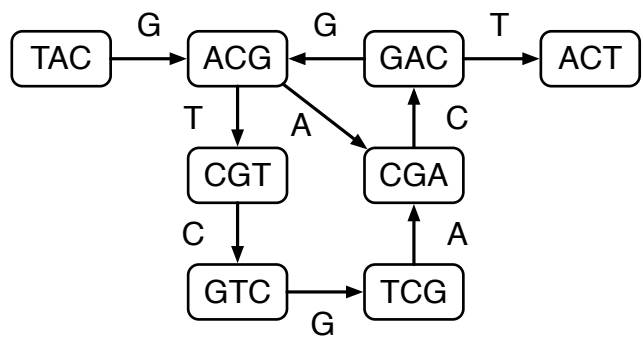 G G T
TAC ACG GAC ACT
T A C
CGT CGA
C A
GTC TCG
G